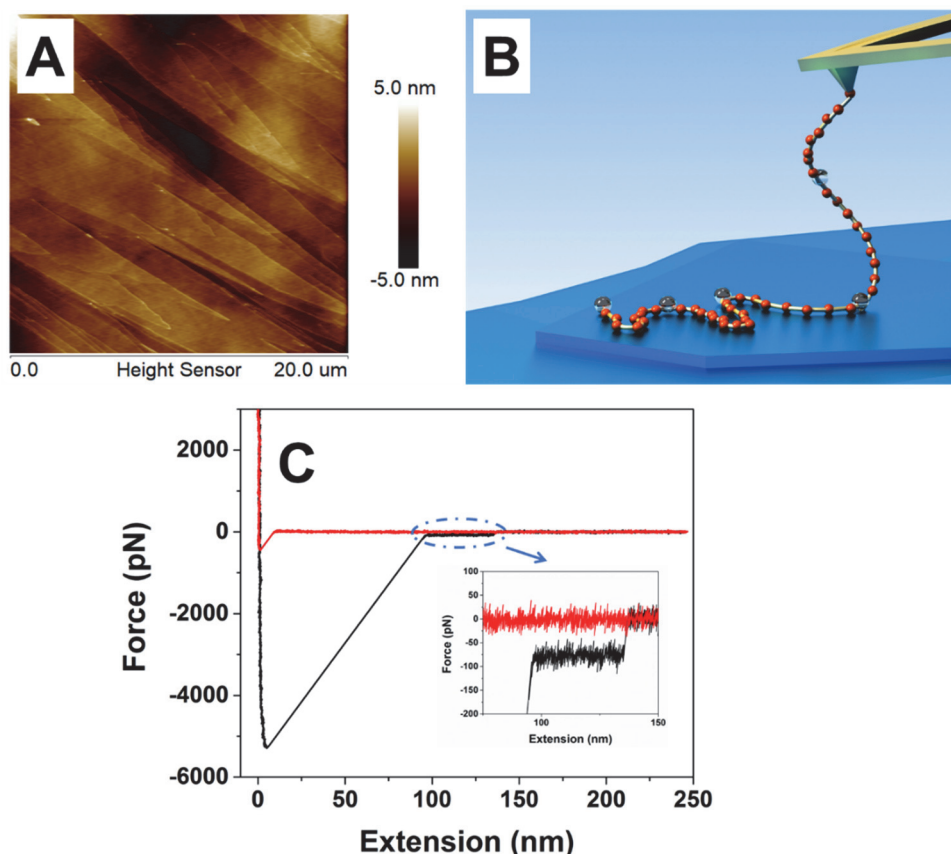 A
5.0 nm
-5.0 nm
0.0 Height Sensor 20.0 um
B
C
2000
0
-2000
-4000
-6000
Force (pN)
0 50 100 150 200 250
Extension (nm)
100
50
0
-50
-100
-150
-200
Force (pN)
100 150
Extension (nm)